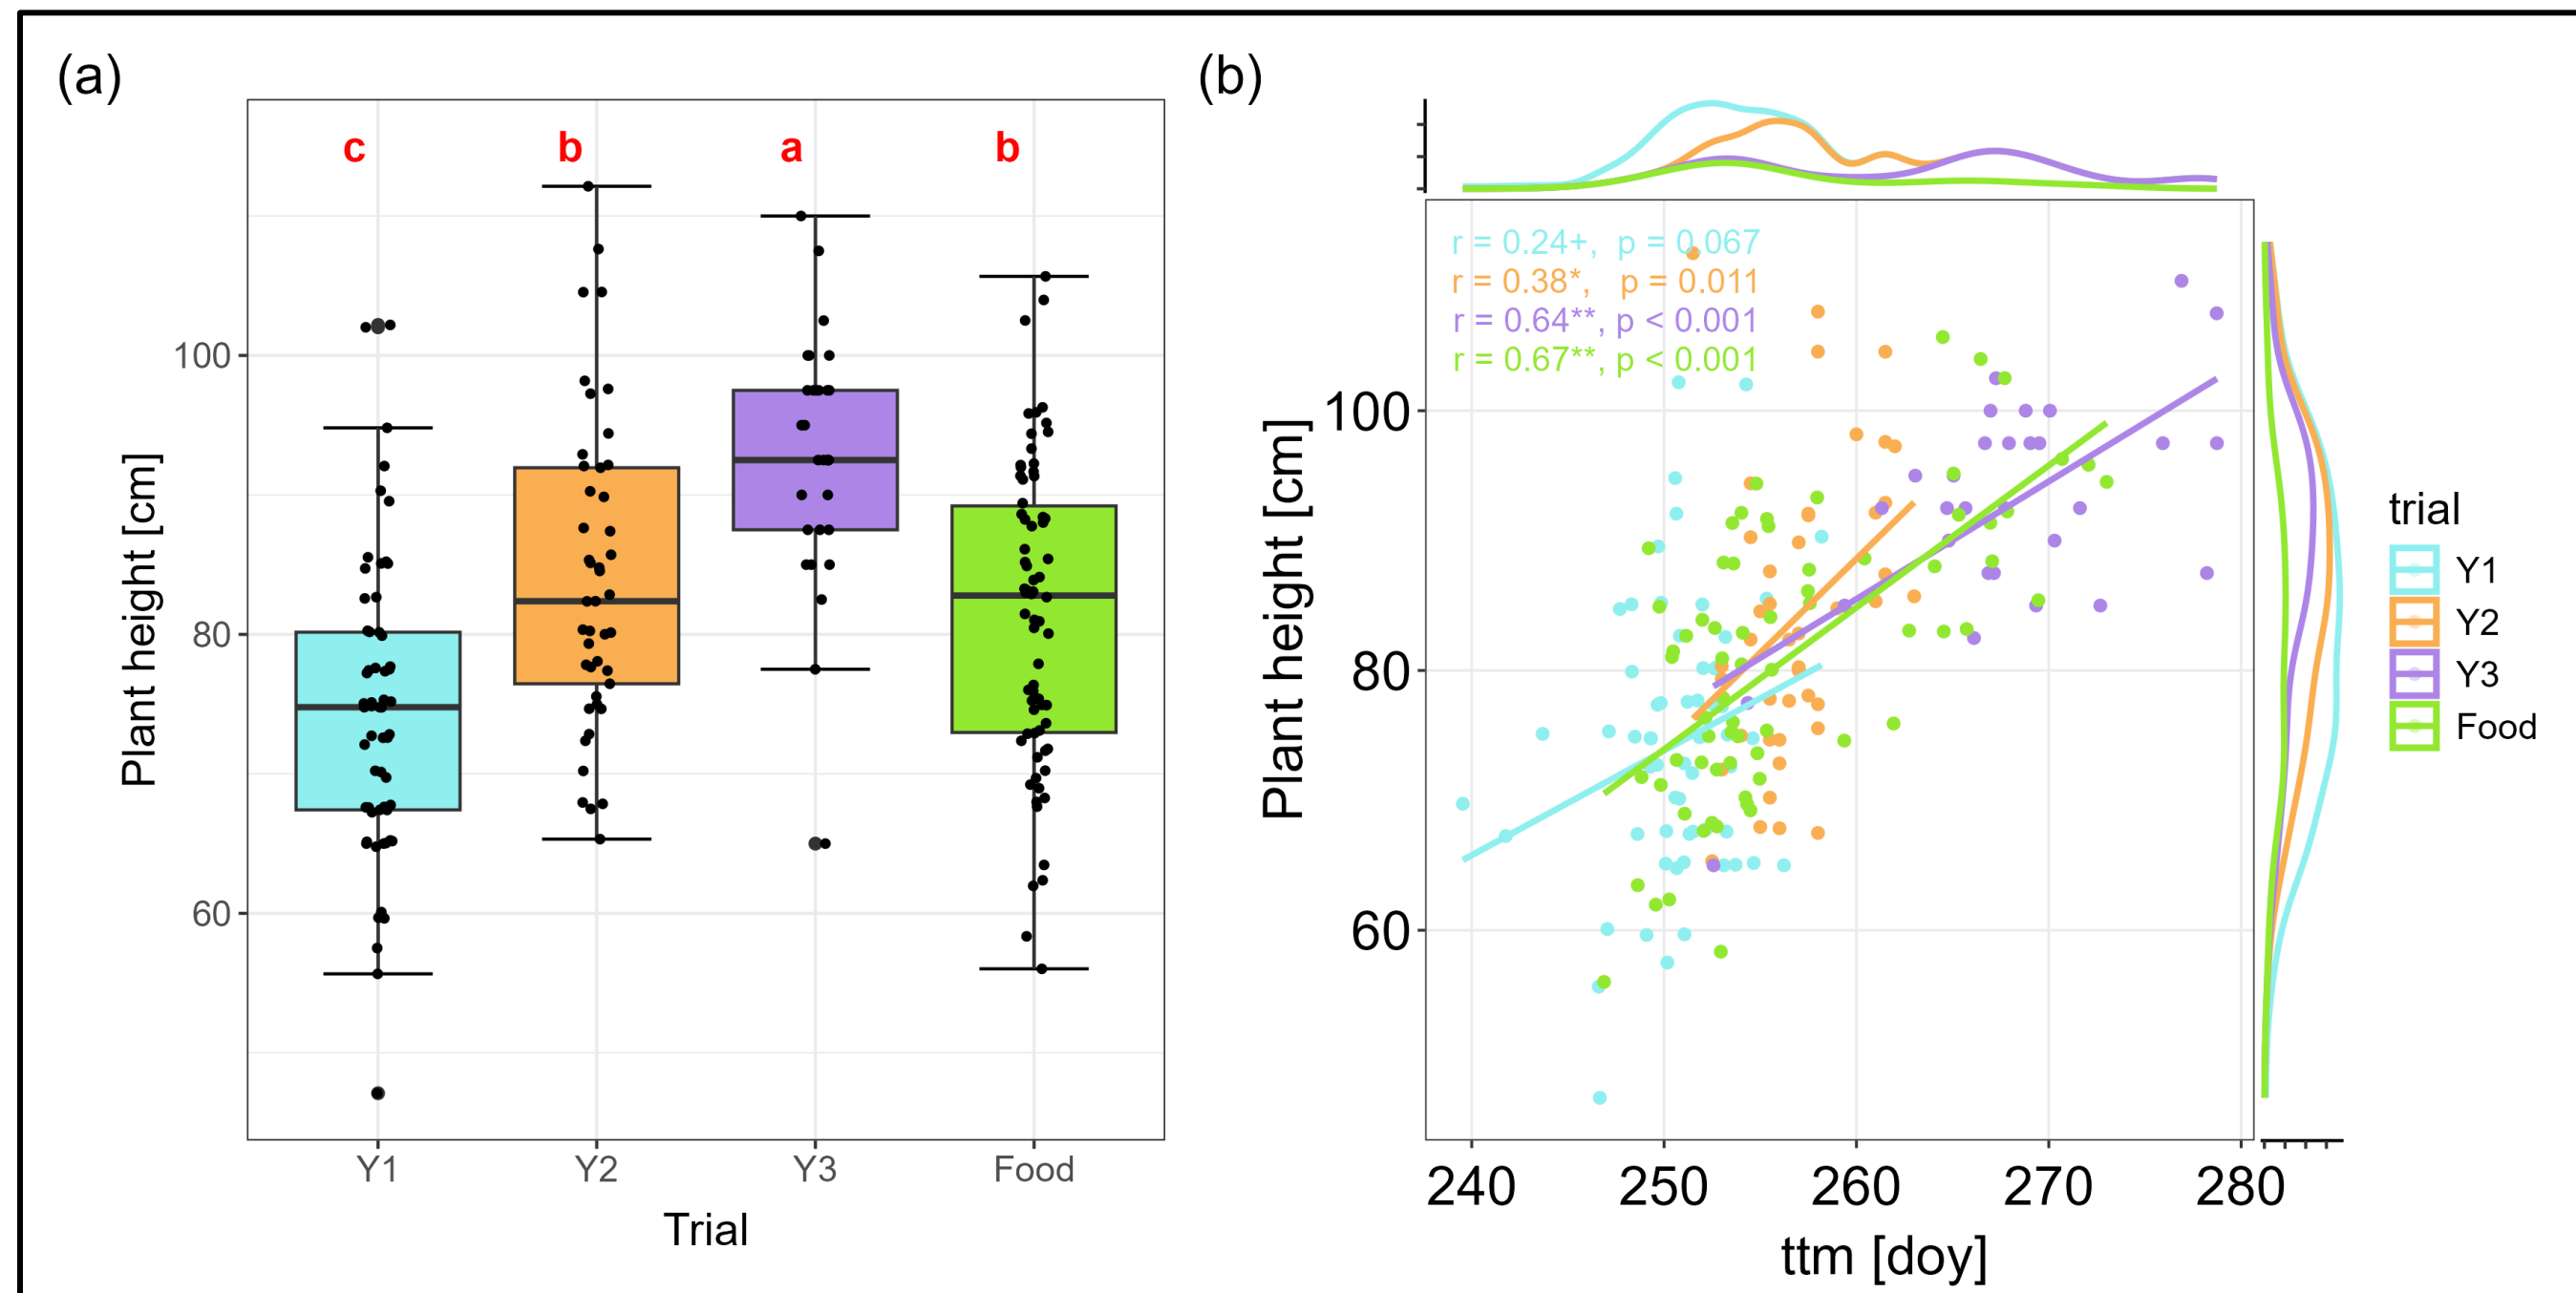 (a)
c b a b
Plant height [cm]
100
80
60
Y1 Y2 Y3 Food
Trial
(b)
r = 0.24+, p = 0.067
r = 0.38*, p = 0.011
r = 0.64**, p < 0.001
r = 0.67**, p < 0.001
Plant height [cm]
100
80
60
240 250 260 270 280
ttm [doy]
trial
Y1
Y2
Y3
Food